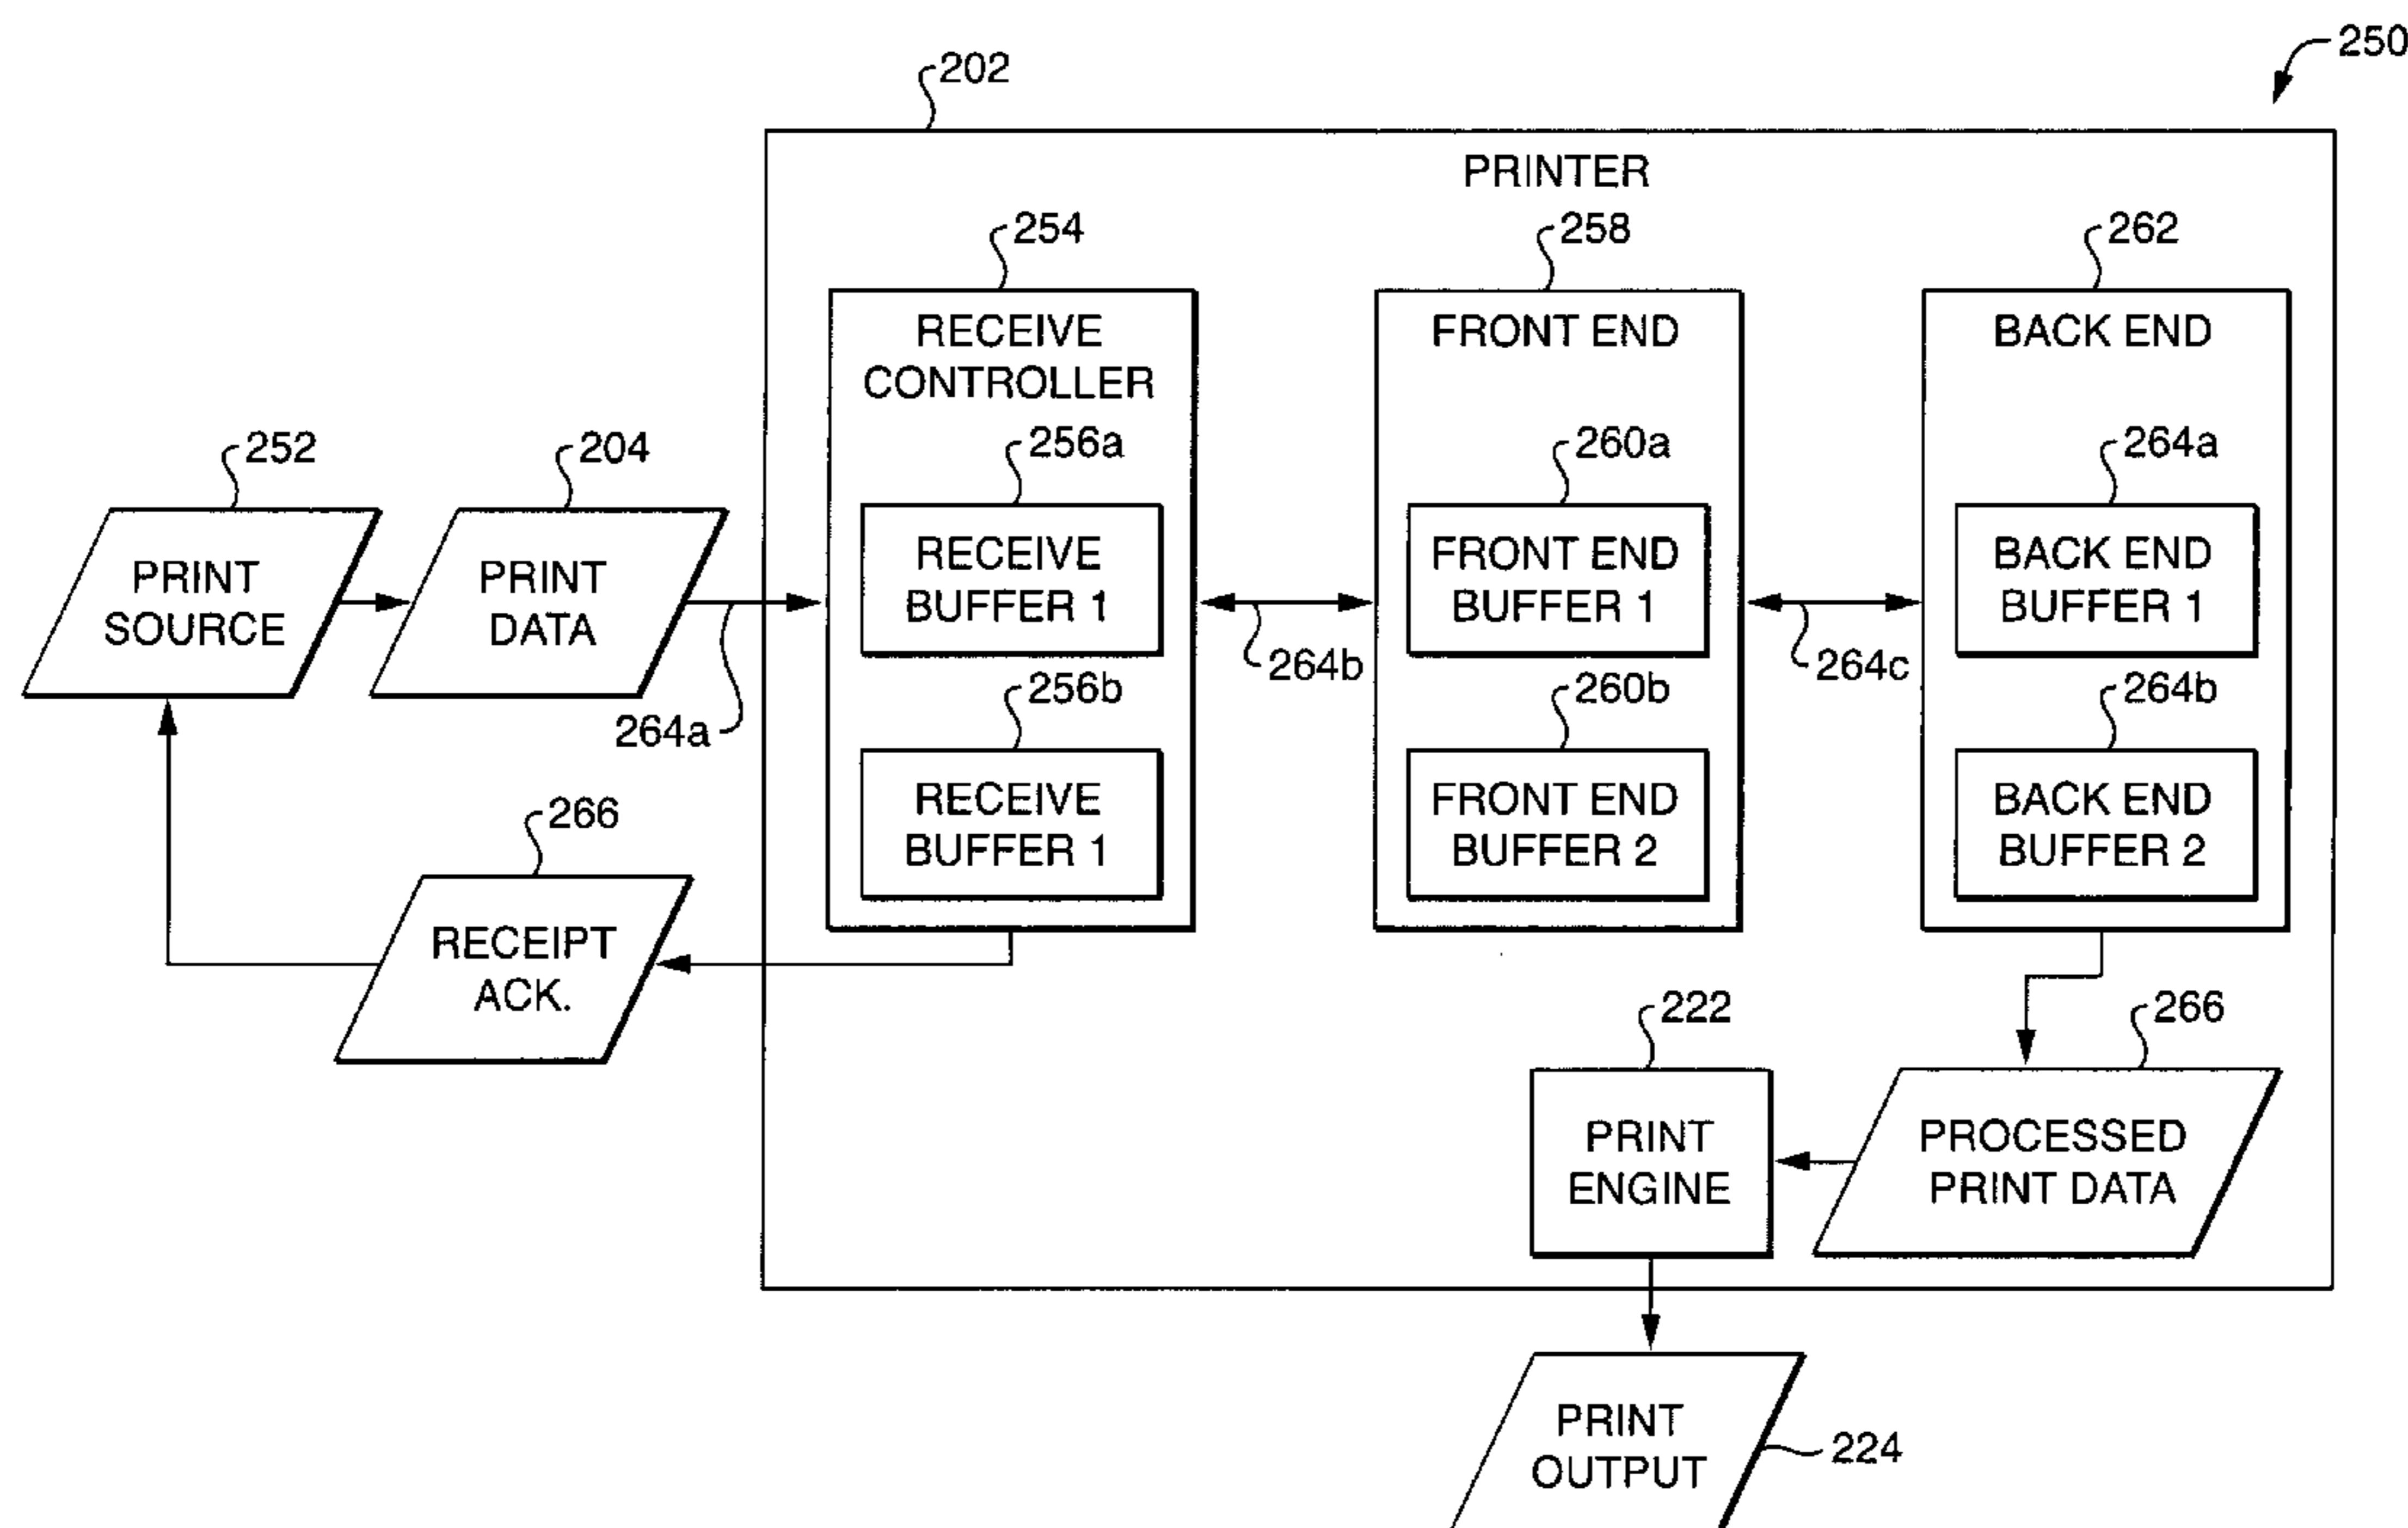 250
202
PRINTER
254
258
262
RECEIVE
CONTROLLER
FRONT END
BACK END
252
204
256a
260a
264a
PRINT
SOURCE
PRINT
DATA
RECEIVE
BUFFER 1
FRONT END
BUFFER 1
BACK END
BUFFER 1
264a
264b
264c
256b
260b
264b
RECEIVE
BUFFER 1
FRONT END
BUFFER 2
BACK END
BUFFER 2
266
RECEIPT
ACK.
222
266
PRINT
ENGINE
PROCESSED
PRINT DATA
PRINT
OUTPUT
224